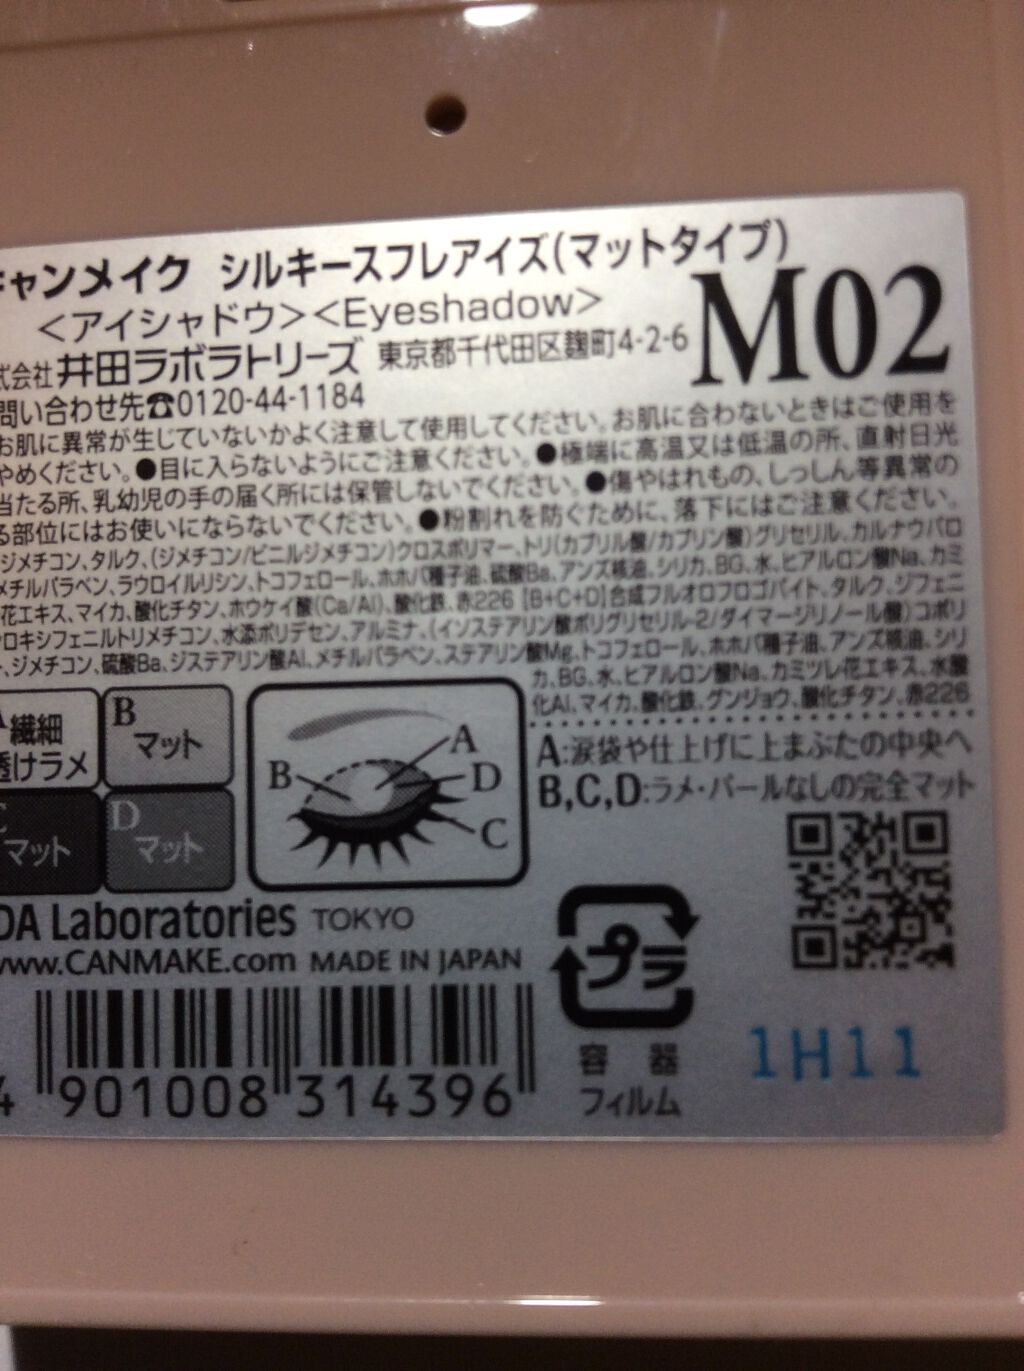 キャンメイク シルキースフレアイズ(マットタイプ)
M02
<アイシャドウ><Eyeshadow>
式会社 井田ラボラトリーズ 東京都千代田区麹町4-2-6
問い合わせ先☎0120-44-1184
お肌に異常が生じていないかよく注意して使用してください。お肌に合わないときはご使用を
やめください。●目に入らないようにご注意ください。●極端に高温又は低温の所、直射日光
当たる所、乳幼児の手の届く所には保管しないでください。●傷やはれもの、しっしん等異常の
る部位にはお使いにならないでください。●粉割れを防ぐために、落下にはご注意ください。
ジメチコン、タルク、(ジメチコン/ビニルジメチコン)クロスポリマー、トリ(カプリル酸/カプリン酸)グリセリル、カルナウバロ
メチルパラベン、ラウロイルリシン、トコフェロール、ホホバ種子油、硫酸Ba、アンズ核油、シリカ、BG、水、ヒアルロン酸Na、カミ
花エキス、マイカ、酸化チタン、ホウケイ酸(Ca/Al)、酸化鉄、赤226 [B+C+D]合成フルオロフロゴパイト、タルク、ジフェニ
ロキシフェニルトリメチコン、水添ポリデセン、アルミナ、(イソステアリン酸ポリグリセリル-2/ダイマージリノール酸)コポリ
ー、ジメチコン、硫酸Ba、ジステアリン酸Al、メチルパラベン、ステアリン酸Mg、トコフェロール、ホホバ種子油、アンズ核油、シリ
カ、BG、水、ヒアルロン酸Na、カミツレ花エキス、水酸
化Al、マイカ、酸化鉄、グンジョウ、酸化チタン、赤226
A 繊細
透けラメ
B
マット
C
マット
D
マット
A
B
D
C
A:涙袋や仕上げに上まぶたの中央へ
B,C,D:ラメ・パールなしの完全マット
DA Laboratories TOKYO
www.CANMAKE.com MADE IN JAPAN
プラ
容器
フィルム
1H11
4 901008 314396